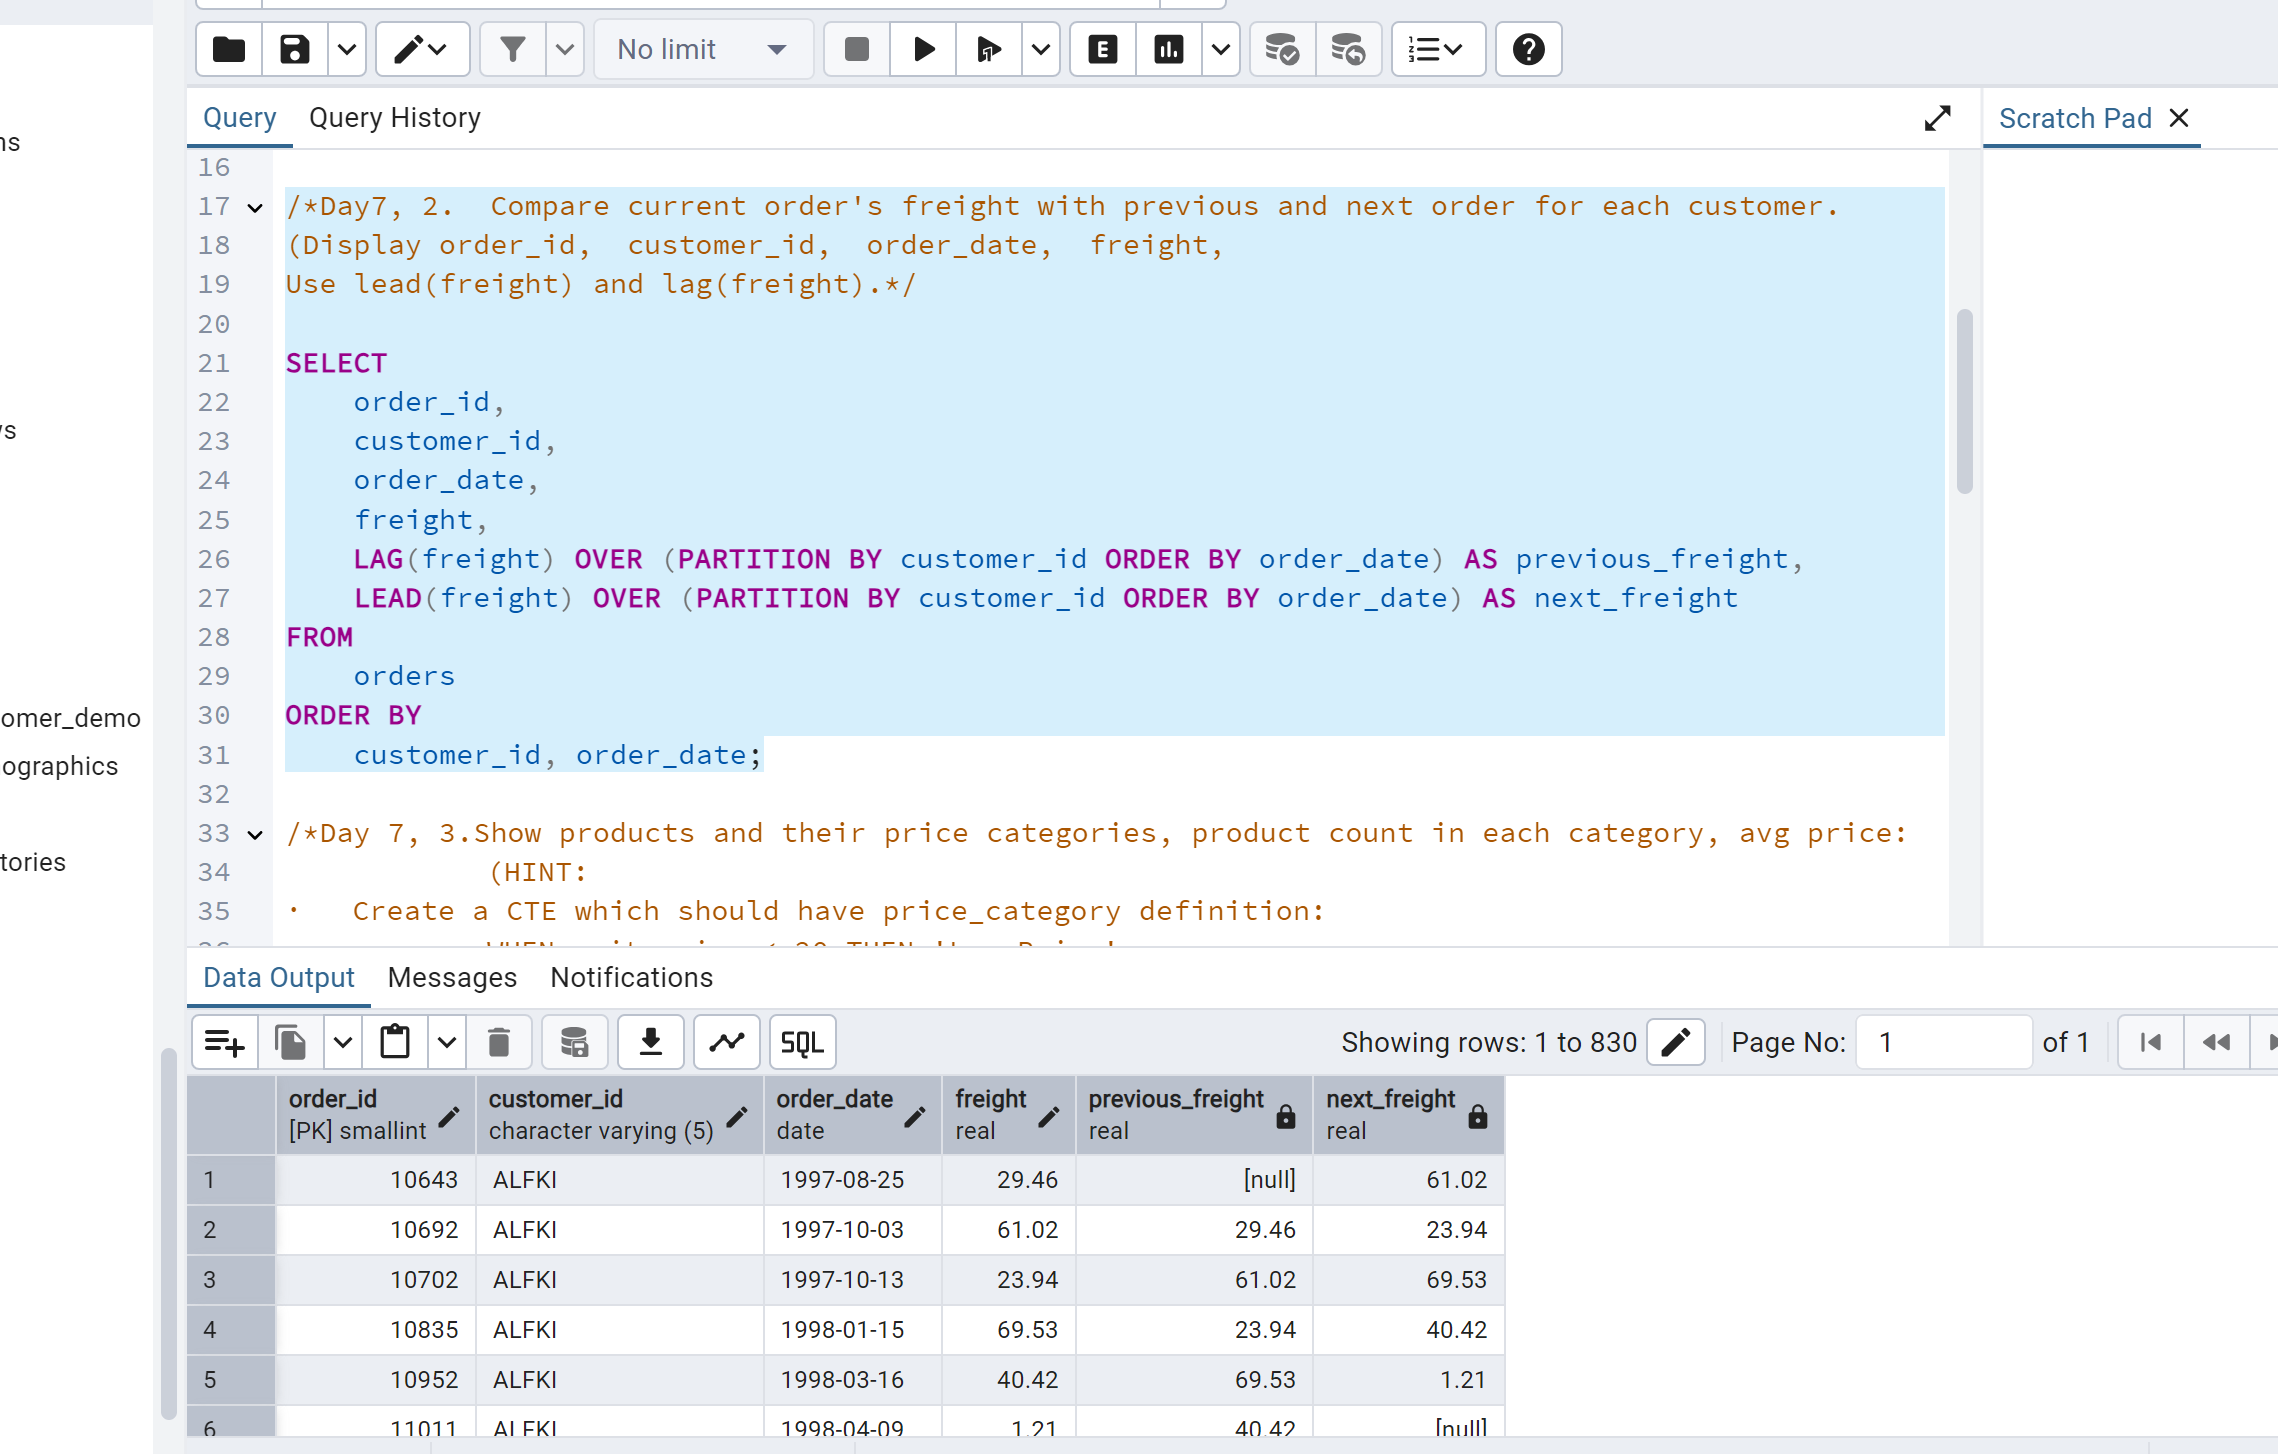 No limit
E
Query
Query History
Scratch Pad
ns
16
17 /*Day7, 2.  Compare current order's freight with previous and next order for each customer.
18 (Display order_id,  customer_id,  order_date,  freight,
19 Use lead(freight) and lag(freight).*/
20
21 SELECT
22 order_id,
23 customer_id,
24 order_date,
25 freight,
26 LAG(freight) OVER (PARTITION BY customer_id ORDER BY order_date) AS previous_freight,
27 LEAD(freight) OVER (PARTITION BY customer_id ORDER BY order_date) AS next_freight
28 FROM
29 orders
30 ORDER BY
31 customer_id, order_date;
32
33 /*Day 7, 3.Show products and their price categories, product count in each category, avg price:
34 (HINT:
35 · Create a CTE which should have price_category definition:
omer_demo
ographics
tories
Data Output
Messages
Notifications
SQL
Showing rows: 1 to 830
Page No: 1 of 1
order_id customer_id order_date freight previous_freight next_freight
[PK] smallint character varying (5) date real real real
1 10643 ALFKI 1997-08-25 29.46 [null] 61.02
2 10692 ALFKI 1997-10-03 61.02 29.46 23.94
3 10702 ALFKI 1997-10-13 23.94 61.02 69.53
4 10835 ALFKI 1998-01-15 69.53 23.94 40.42
5 10952 ALFKI 1998-03-16 40.42 69.53 1.21
6 11011 ALFKI 1998-04-09 1.21 40.42 [null]